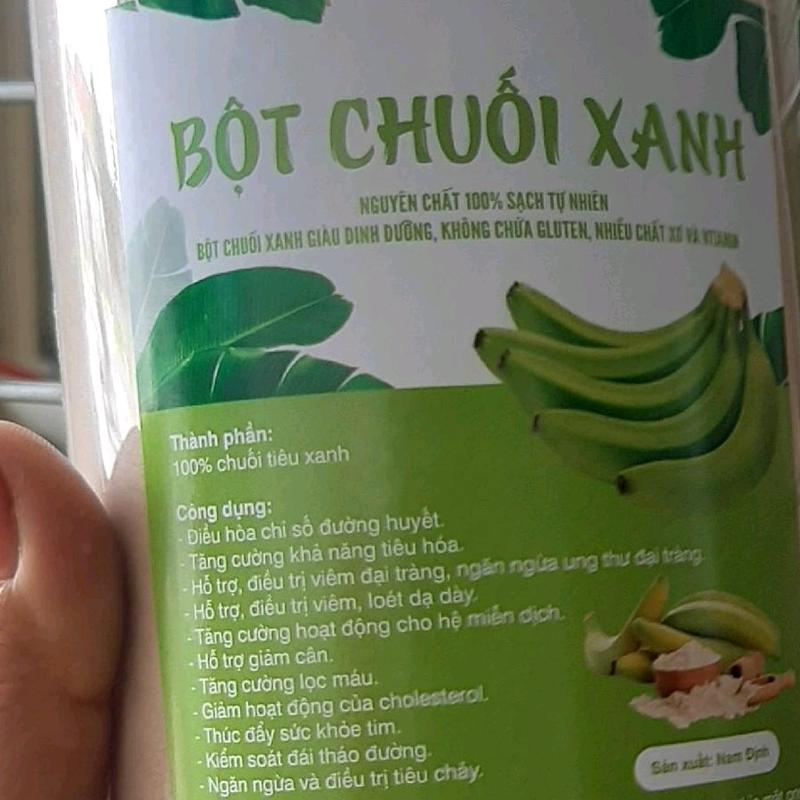 BỘT CHUỐI XANH
NGUYÊN CHẤT 100% SẠCH TỰ NHIÊN
BỘT CHUỐI XANH GIÀU DINH DƯỠNG, KHÔNG CHỨA GLUTEN, NHIỀU CHẤT XƠ VÀ VITAMIN
Thành phần:
100% chuối tiêu xanh
Công dụng:
- Điều hòa chỉ số đường huyết.
- Tăng cường khả năng tiêu hóa.
- Hỗ trợ, điều trị viêm đại tràng, ngăn ngừa ung thư đại tràng.
- Hỗ trợ, điều trị viêm, loét dạ dày.
- Tăng cường hoạt động cho hệ miễn dịch.
- Hỗ trợ giảm cân.
- Tăng cường lọc máu.
- Giảm hoạt động của cholesterol.
- Thúc đẩy sức khỏe tim.
- Kiểm soát đái tháo đường.
- Ngăn ngừa và điều trị tiêu chảy.
Sản xuất: Nam Định